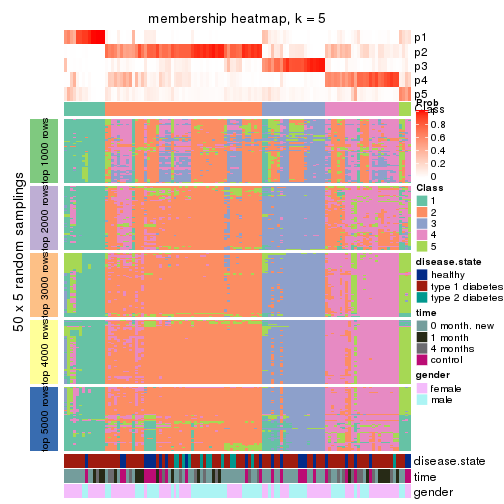 membership heatmap, k = 5
p1
p2
p3
p4
p5
Prob
Class
1
0.8
0.6
0.4
0.2
0
Class
1
2
3
4
5
disease.state
healthy
type 1 diabetes
type 2 diabetes
time
0 month. new
1 month
4 months
control
gender
female
male
50 x 5 random samplings
top 1000 rows
top 2000 rows
top 3000 rows
top 4000 rows
top 5000 rows
disease.state
time
gender